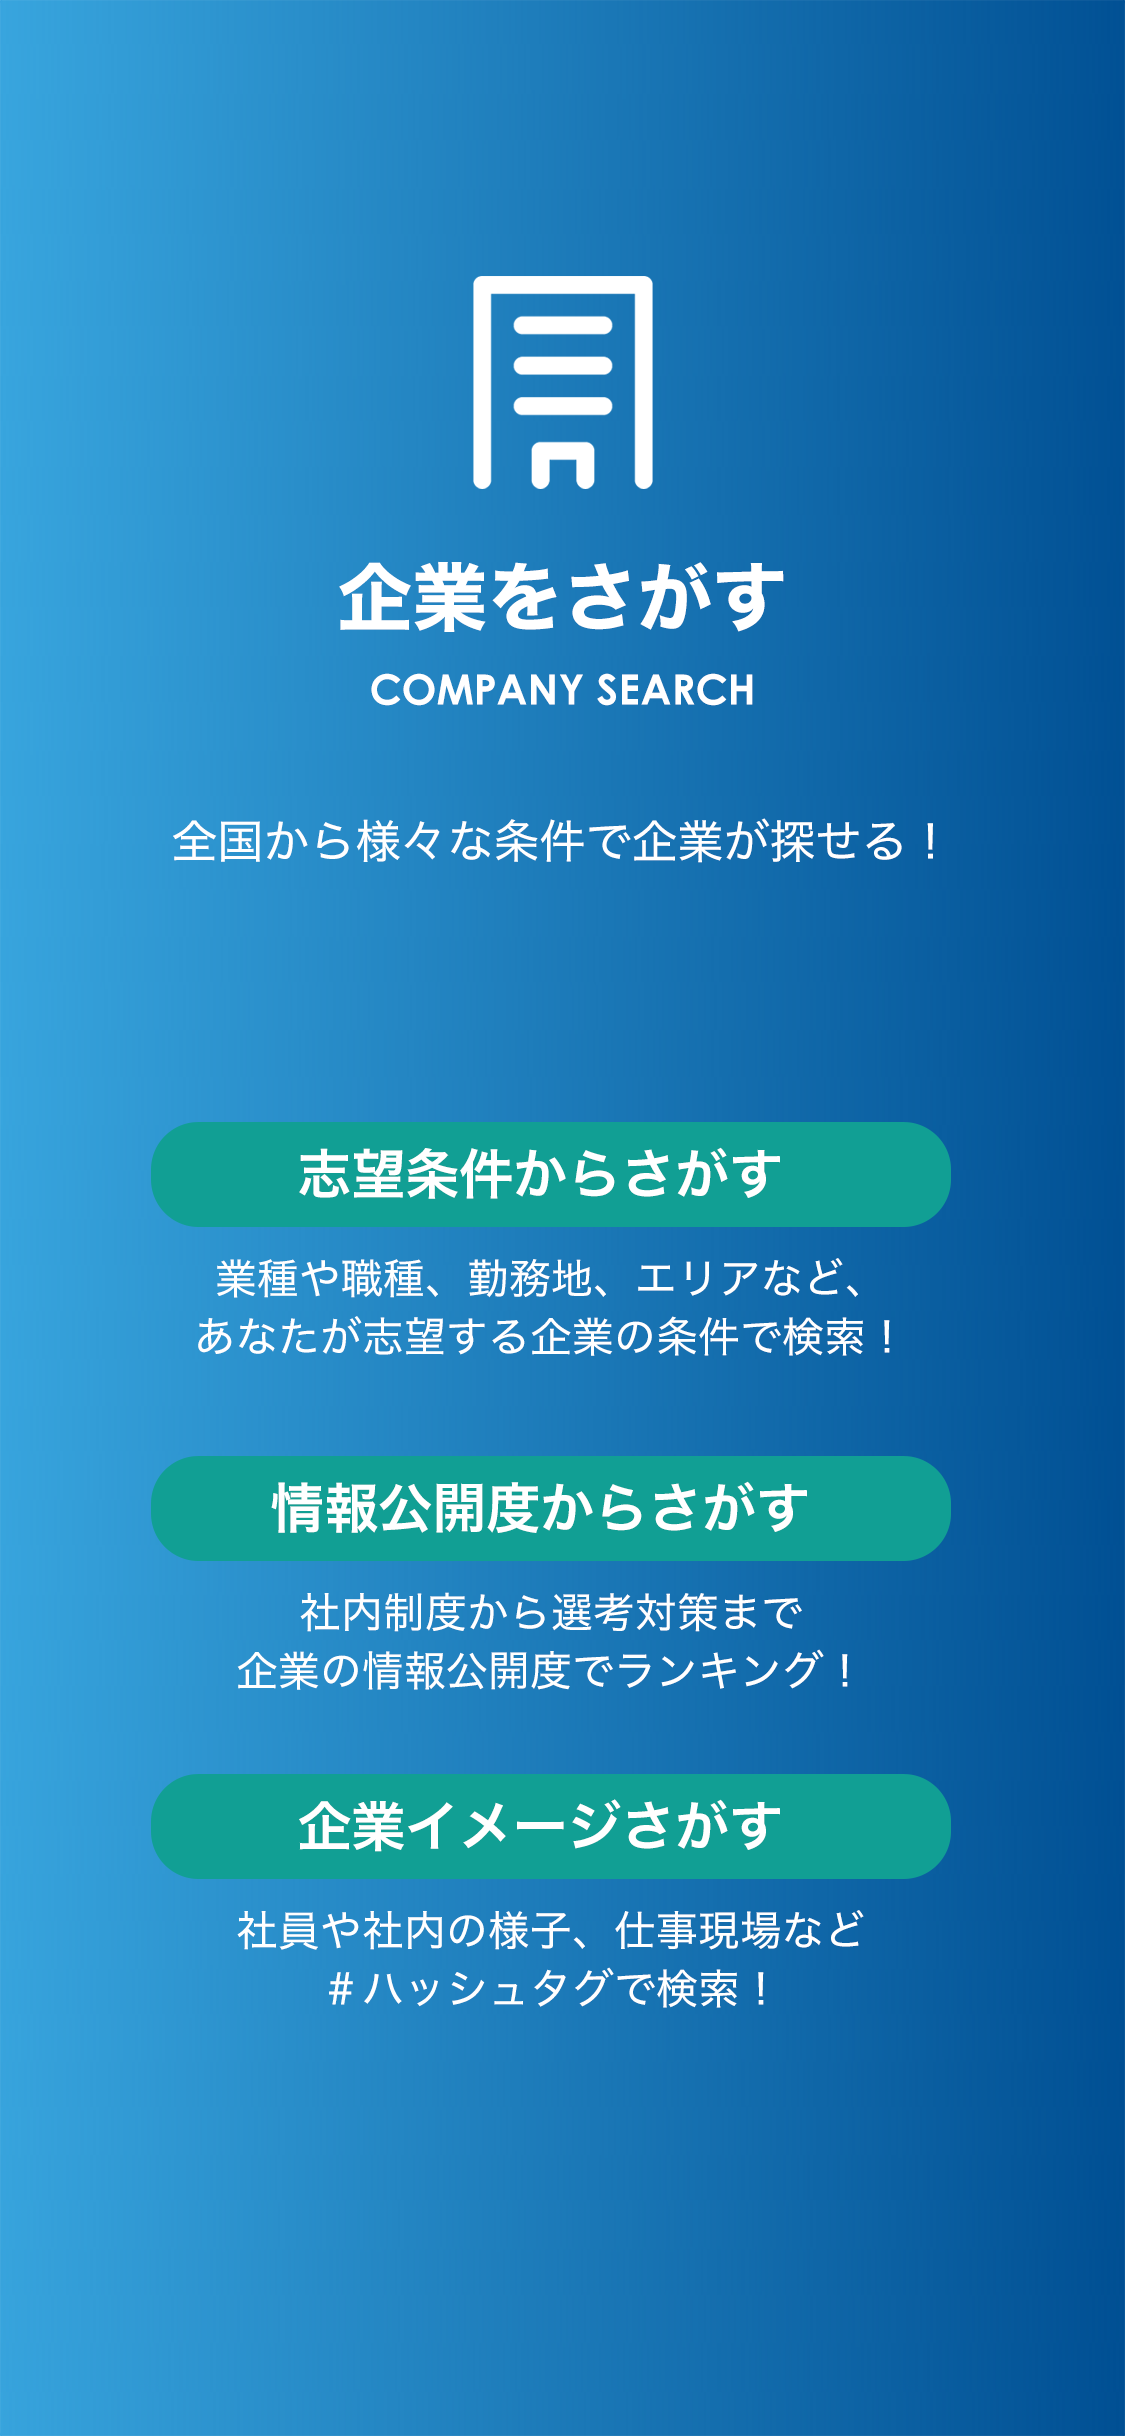 企業をさがす
COMPANY SEARCH
全国から様々な条件で企業が探せる！
志望条件からさがす
業種や職種、勤務地、エリアなど、
あなたが志望する企業の条件で検索！
情報公開度からさがす
社内制度から選考対策まで
企業の情報公開度でランキング！
企業イメージさがす
社員や社内の様子、仕事現場など
＃ハッシュタグで検索！